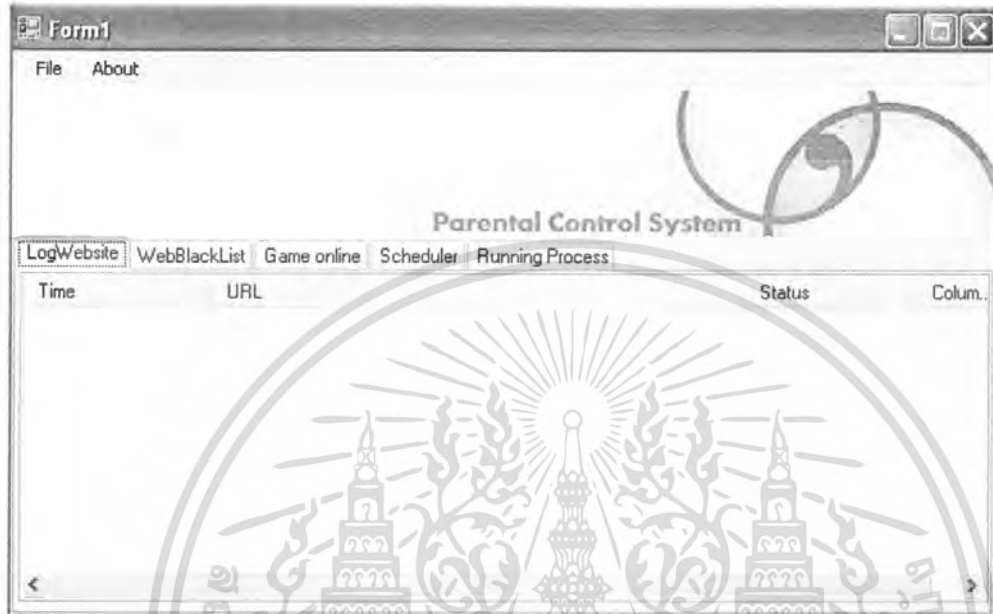 Form1
File About
Parental Control System
LogWebsite WebBlackList Game online Scheduler Running Process
Time URL Status Colum..